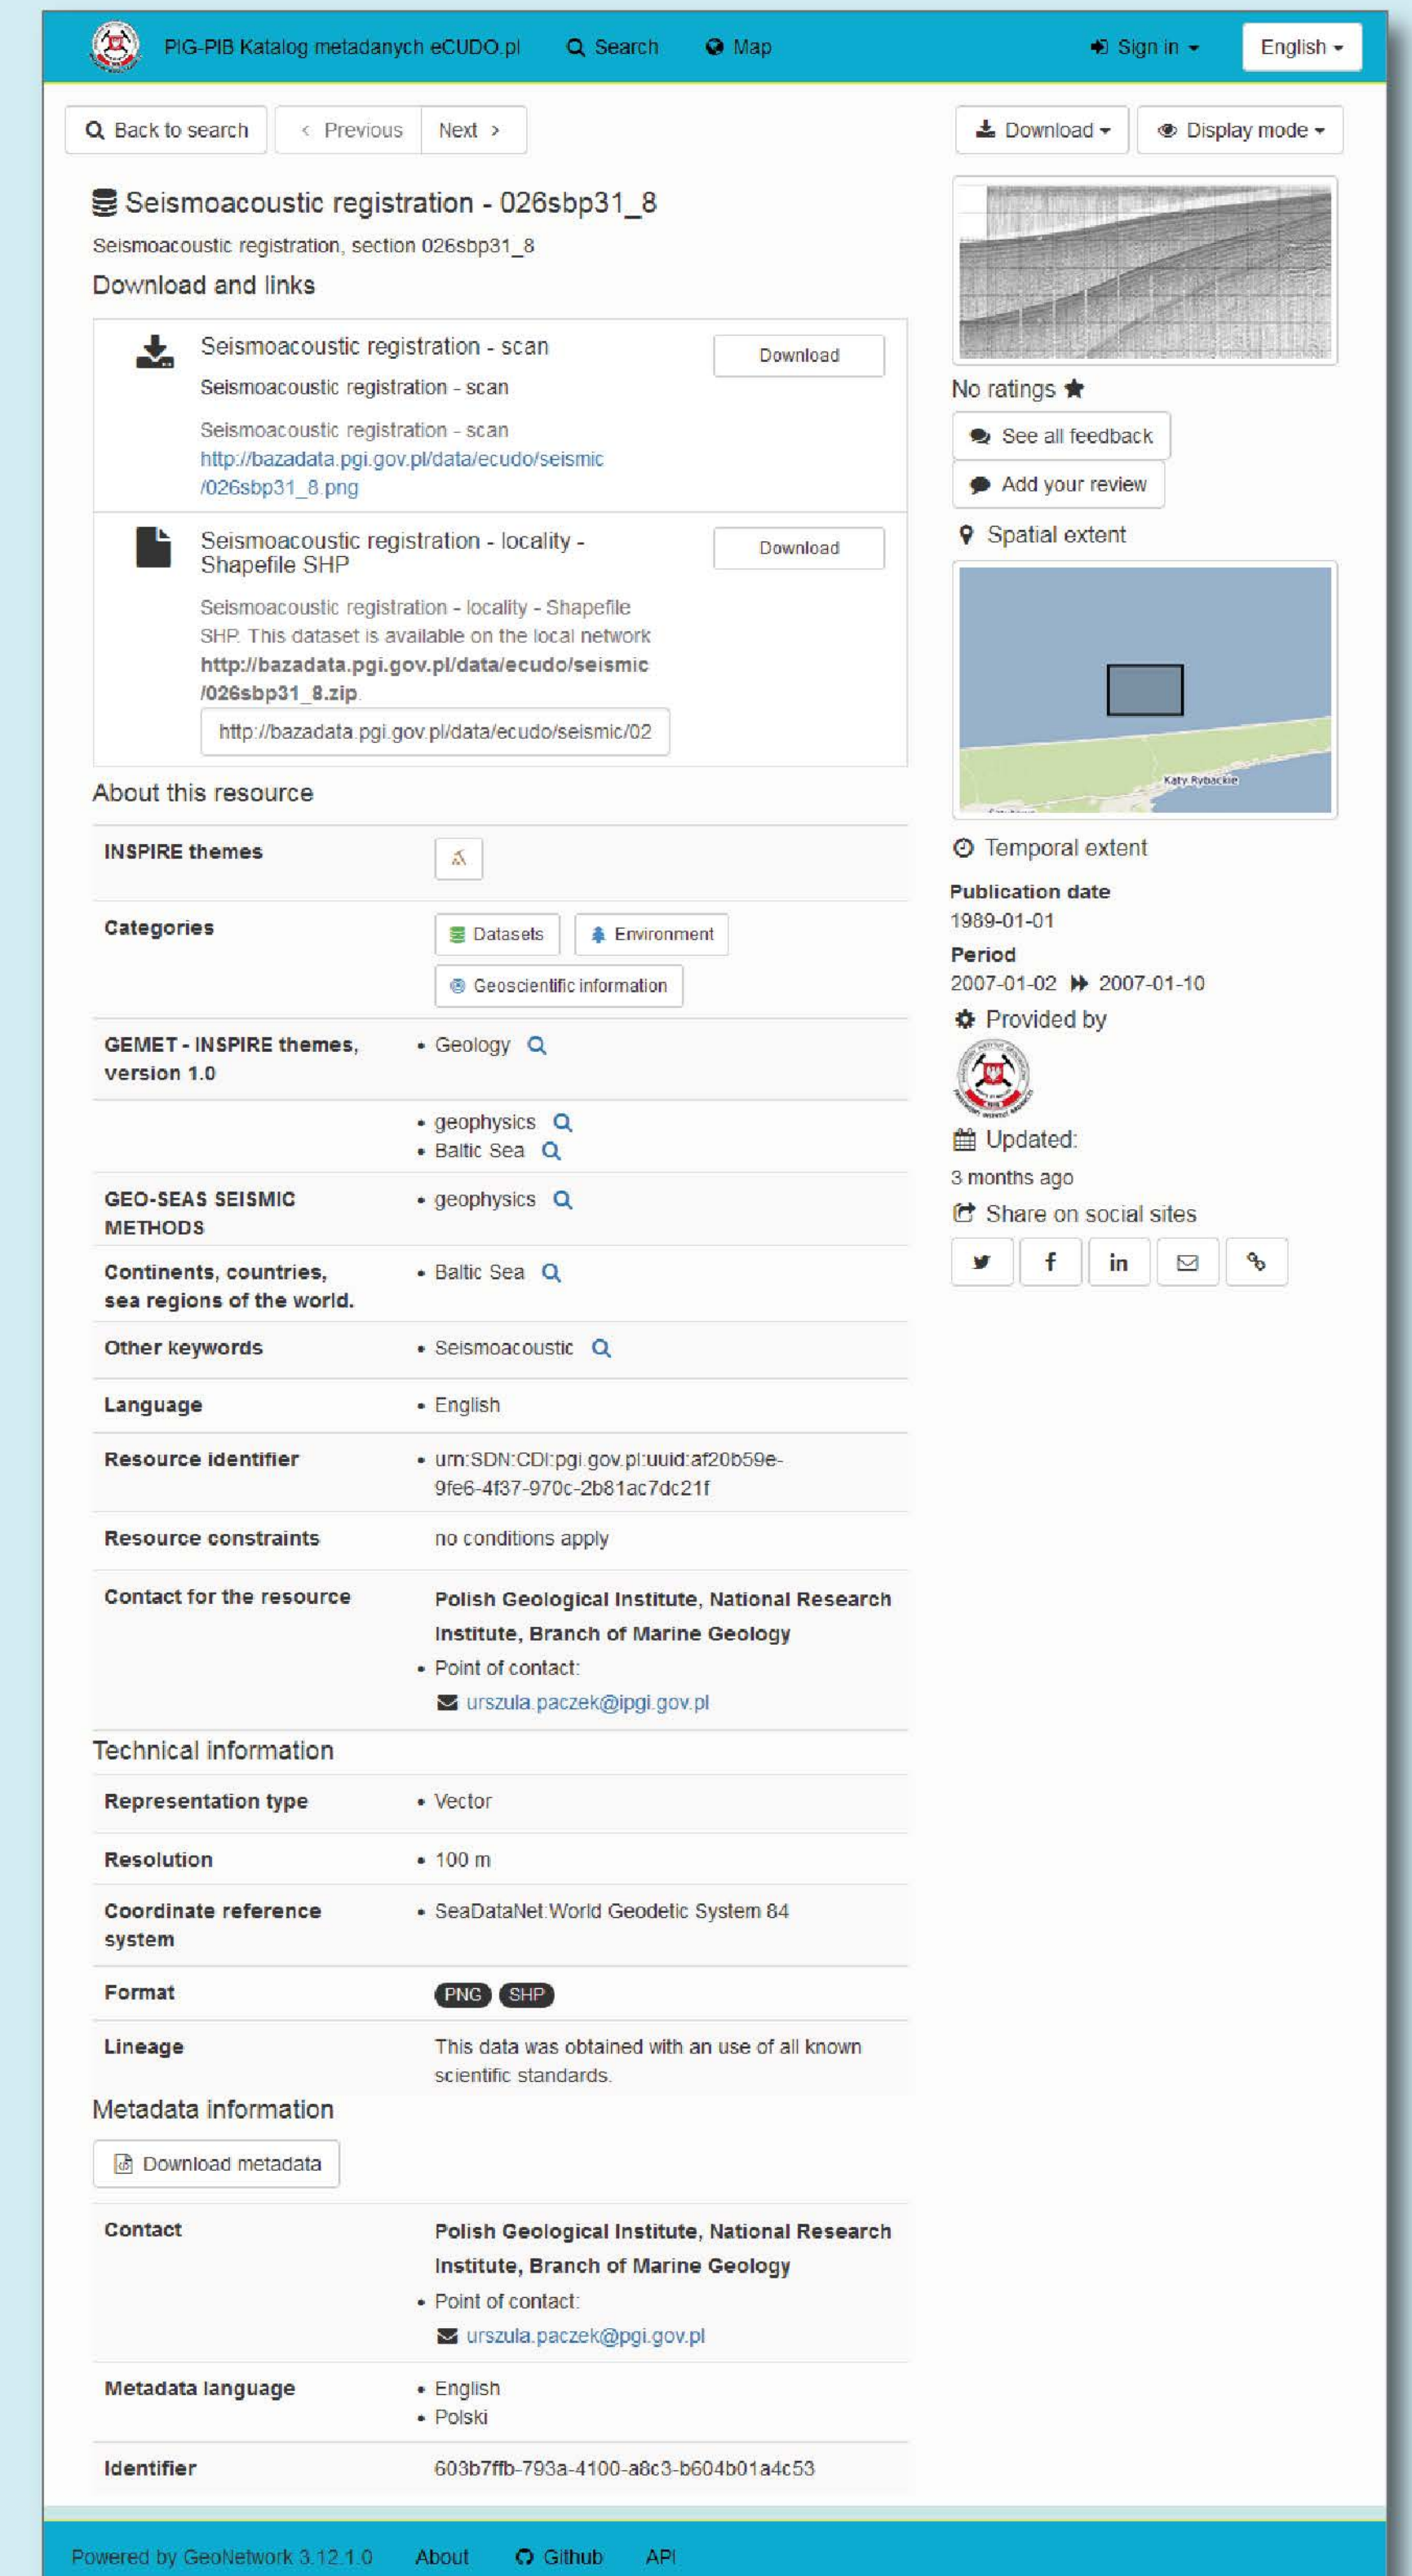 PIG-PIB Katalog metadanych eCUDO.pl Search Map Sign in English
Back to search Previous Next Download Display mode
Seismoacoustic registration - 026sbp31_8
Seismoacoustic registration, section 026sbp31_8
Download and links
Seismoacoustic registration - scan Download
Seismoacoustic registration - scan
Seismoacoustic registration - scan
http://bazadata.pgi.gov.pl/data/ecudo/seismic
/026sbp31_8.png
Seismoacoustic registration - locality - Download
Shapefile SHP
Seismoacoustic registration - locality - Shapefile
SHP. This dataset is available on the local network
http://bazadata.pgi.gov.pl/data/ecudo/seismic
/026sbp31_8.zip.
http://bazadata.pgi.gov.pl/data/ecudo/seismic/02
About this resource
INSPIRE themes
Categories Datasets Environment
Geoscientific information
GEMET - INSPIRE themes, • Geology
version 1.0
• geophysics
• Baltic Sea
GEO-SEAS SEISMIC • geophysics
METHODS
Continents, countries, • Baltic Sea
sea regions of the world.
Other keywords • Seismoacoustic
Language • English
Resource identifier • urn:SDN:CDI:pgi.gov.pl:uuid:af20b59e-
9fe6-4f37-970c-2b81ac7dc21f
Resource constraints no conditions apply
Contact for the resource Polish Geological Institute, National Research
Institute, Branch of Marine Geology
• Point of contact:
urszula.paczek@ipgi.gov.pl
Technical information
Representation type • Vector
Resolution • 100 m
Coordinate reference • SeaDataNet:World Geodetic System 84
system
Format PNG SHP
Lineage This data was obtained with an use of all known
scientific standards.
Metadata information
Download metadata
Contact Polish Geological Institute, National Research
Institute, Branch of Marine Geology
• Point of contact:
urszula.paczek@pgi.gov.pl
Metadata language • English
• Polski
Identifier 603b7ffb-793a-4100-a8c3-b604b01a4c53
No ratings
See all feedback
Add your review
Spatial extent
Katy Rybackie
Temporal extent
Publication date
1989-01-01
Period
2007-01-02 2007-01-10
Provided by
Updated:
3 months ago
Share on social sites
Powered by GeoNetwork 3.12.1.0 About Github API